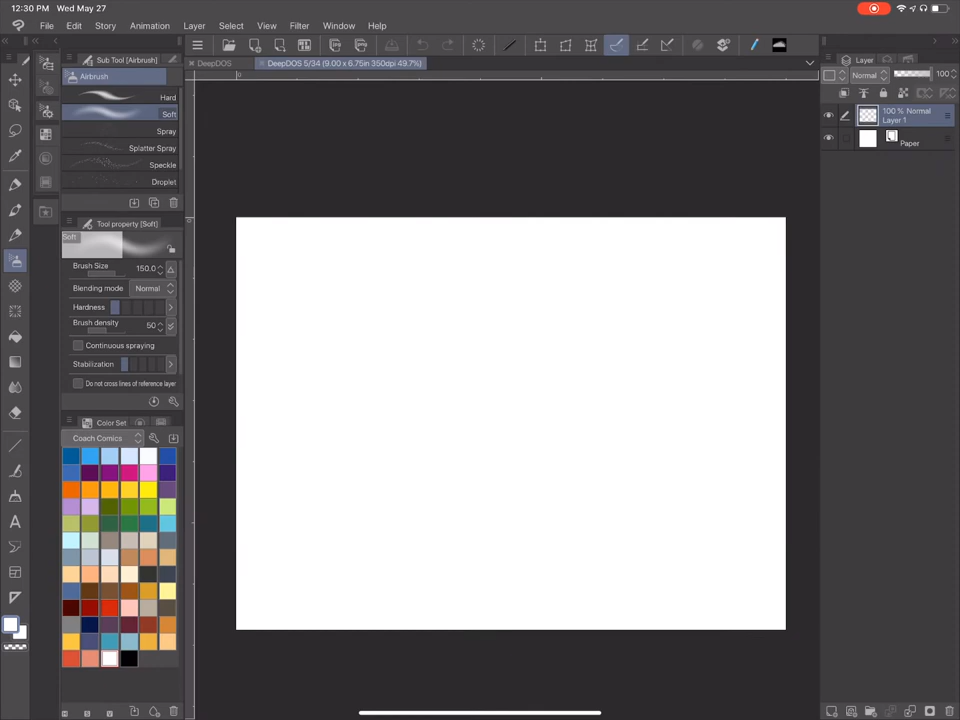 12:30 PM Wed May 27
File Edit Story Animation Layer Select View Filter Window Help
Sub Tool [Airbrush]
DeepDOS
DeepDOS 5/34 (9.00 x 6.75in 350dpi 49.7%)
Layer
Airbrush
Normal
100
Hard
Soft
Spray
Splatter Spray
Speckle
Droplet
100 % Normal
Layer 1
Paper
0
0
Tool property [Soft]
Soft
Brush Size 150.0
Blending mode Normal
Hardness
Brush density 50
Continuous spraying
Stabilization
Do not cross lines of reference layer
Color Set
Coach Comics